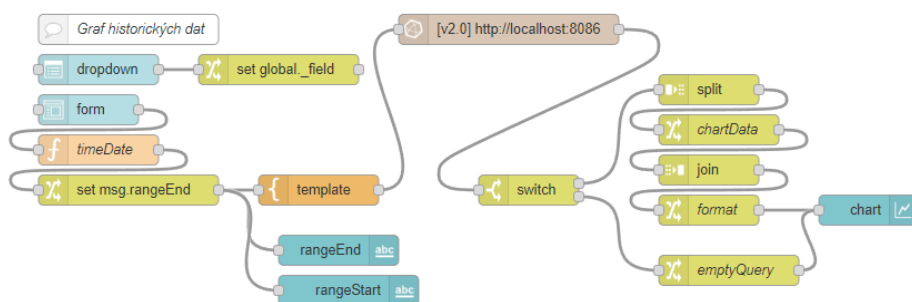 Graf historických dat
[v2.0] http://localhost:8086
dropdown
set global._field
form
timeDate
set msg.rangeEnd
template
rangeEnd
abc
rangeStart
abc
switch
split
chartData
join
format
emptyQuery
chart